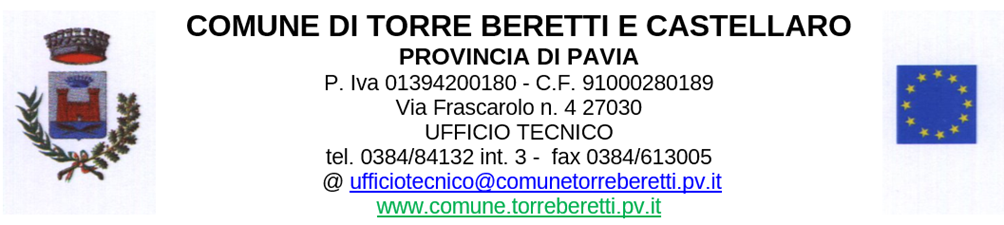 COMUNE DI TORRE BERETTI E CASTELLARO
PROVINCIA DI PAVIA
P. Iva 01394200180 - C.F. 91000280189
Via Frascarolo n. 4 27030
UFFICIO TECNICO
tel. 0384/84132 int. 3 - fax 0384/613005
@ ufficiotecnico@comunetorreberetti.pv.it
www.comune.torreberetti.pv.it